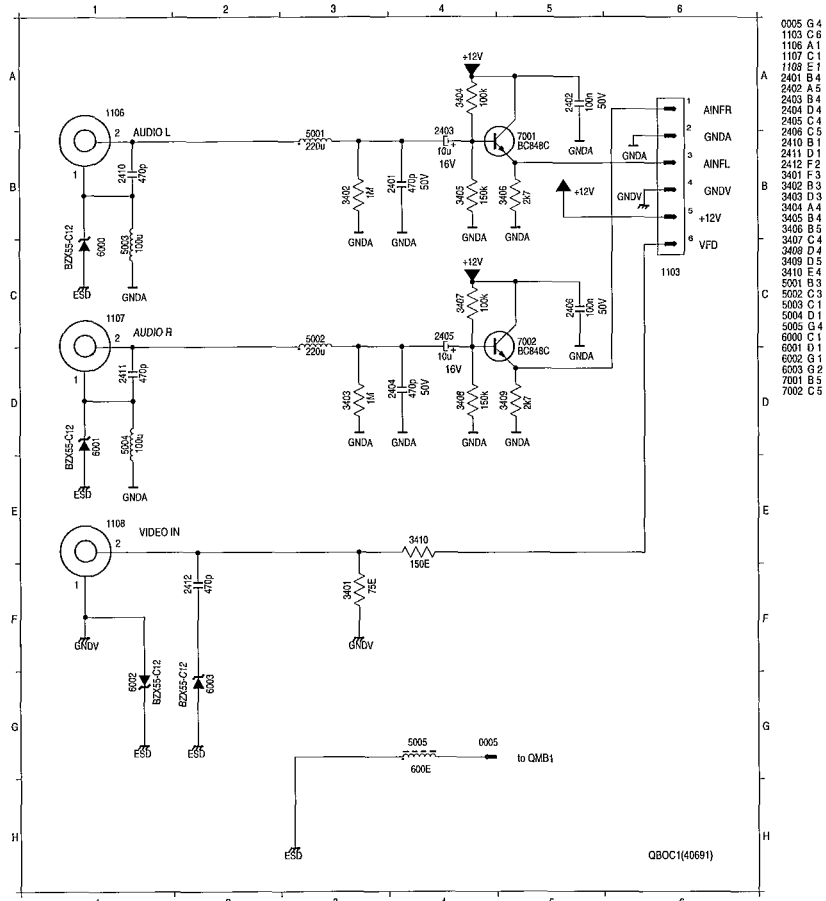 1 2 3 4 5 6
A A
B B
C C
D D
E E
F F
G G
H H
1106
2 AUDIO L
1
2410
470p
BZX55-C12
6000
5003
100u
ESD
GNDA
5001
220u
3402
1M
GNDA
2401
470p
50V
GNDA
2403
10u +
16V
+12V
3404
100k
3405
150k
GNDA
7001
BC848C
3406
2k7
GNDA
2402
100n
50V
GNDA
+12V
1 AINFR
2 GNDA
GNDA
3 AINFL
4 GNDV
GNDV
5 +12V
6 VFD
1103
1107
AUDIO R
2
1
2411
470p
BZX55-C12
6001
5004
100u
ESD
GNDA
5002
220u
3403
1M
GNDA
2404
470p
50V
GNDA
2405
10u +
16V
+12V
3407
100k
3408
150k
GNDA
7002
BC848C
3409
2k7
GNDA
2406
100n
50V
GNDA
1108
VIDEO IN
2
1
GNDV
6002
BZX55-C12
ESD
2412
470p
BZX55-C12
6003
ESD
3401
75E
GNDV
3410
150E
5005
600E
0005
to QMB1
ESD
QBOC1(40691)
1 2 3 4 5 6
0005 G 4
1103 C 6
1106 A 1
1107 C 1
1108 E 1
2401 B 4
2402 A 5
2403 B 4
2404 D 4
2405 C 4
2406 C 5
2410 B 1
2411 D 1
2412 F 2
3401 F 3
3402 B 3
3403 D 3
3404 A 4
3405 B 4
3406 B 5
3407 C 4
3408 D 4
3409 D 5
3410 E 4
5001 B 3
5002 C 3
5003 C 1
5004 D 1
5005 G 4
6000 C 1
6001 D 1
6002 G 1
6003 G 2
7001 B 5
7002 C 5